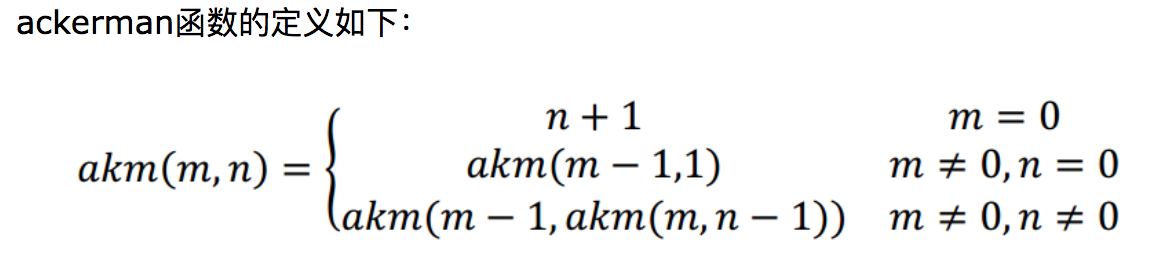 ackerman函数的定义如下：
n + 1 m = 0
akm(m, n) = { akm(m − 1,1) m ≠ 0, n = 0
akm(m − 1, akm(m, n − 1)) m ≠ 0, n ≠ 0